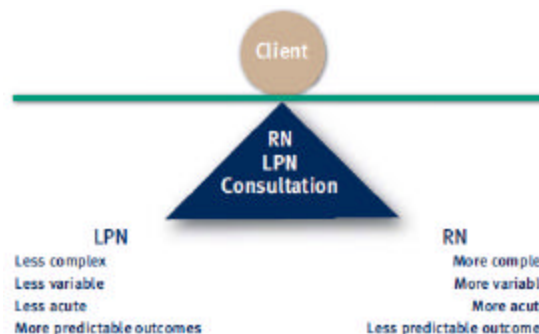 Client
RN
LPN
Consultation
LPN
Less complex
Less variable
Less acute
More predictable outcomes
RN
More comple
More variabl
More acut
Less predictable outcome